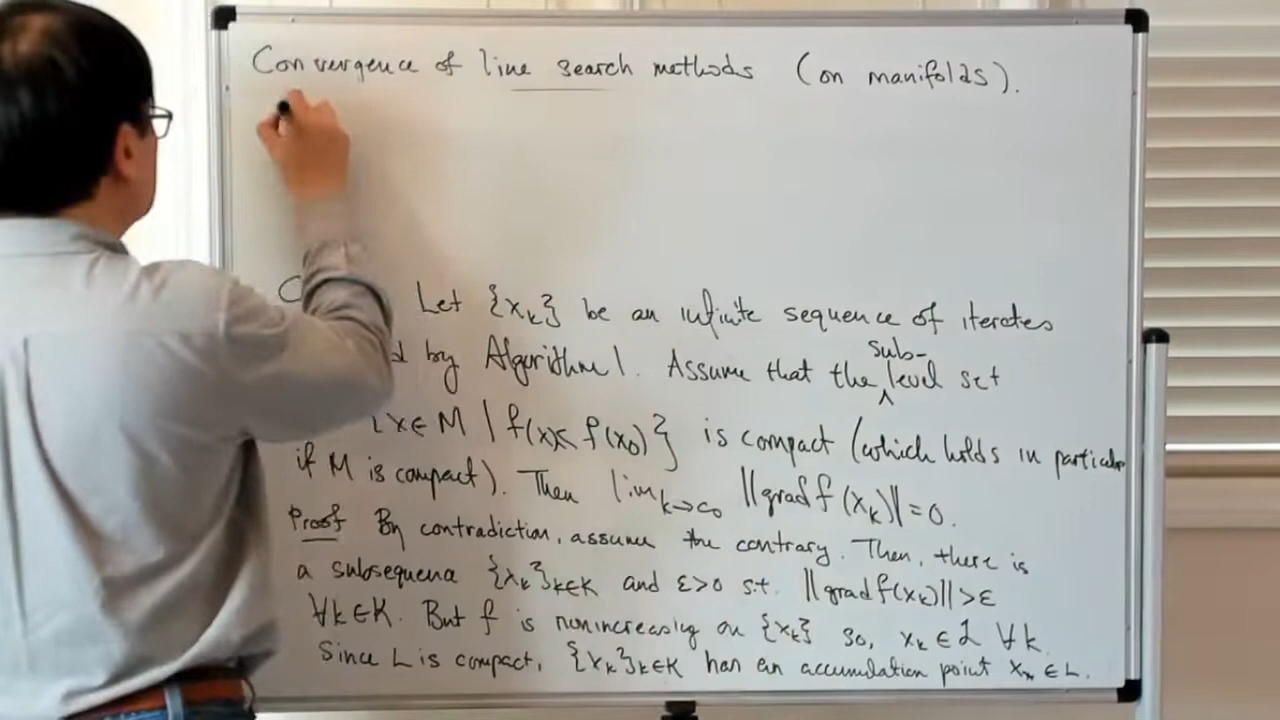 Convergence of line search methods (on manifolds).
Let {x_k} be an infinite sequence of iterates
by Algorithm 1. Assume that the sub-level set
{x ∈ M | f(x) ≤ f(x_0)} is compact (which holds in particular
if M is compact). Then lim_{k→∞} ||grad f(x_k)|| = 0.
Proof By contradiction, assume the contrary. Then, there is
a subsequence {x_k}_{k∈K} and ε>0 s.t. ||grad f(x_k)|| > ε
∀k∈K. But f is nonincreasing on {x_k} so, x_k ∈ L ∀k.
Since L is compact, {x_k}_{k∈K} has an accumulation point x_* ∈ L.